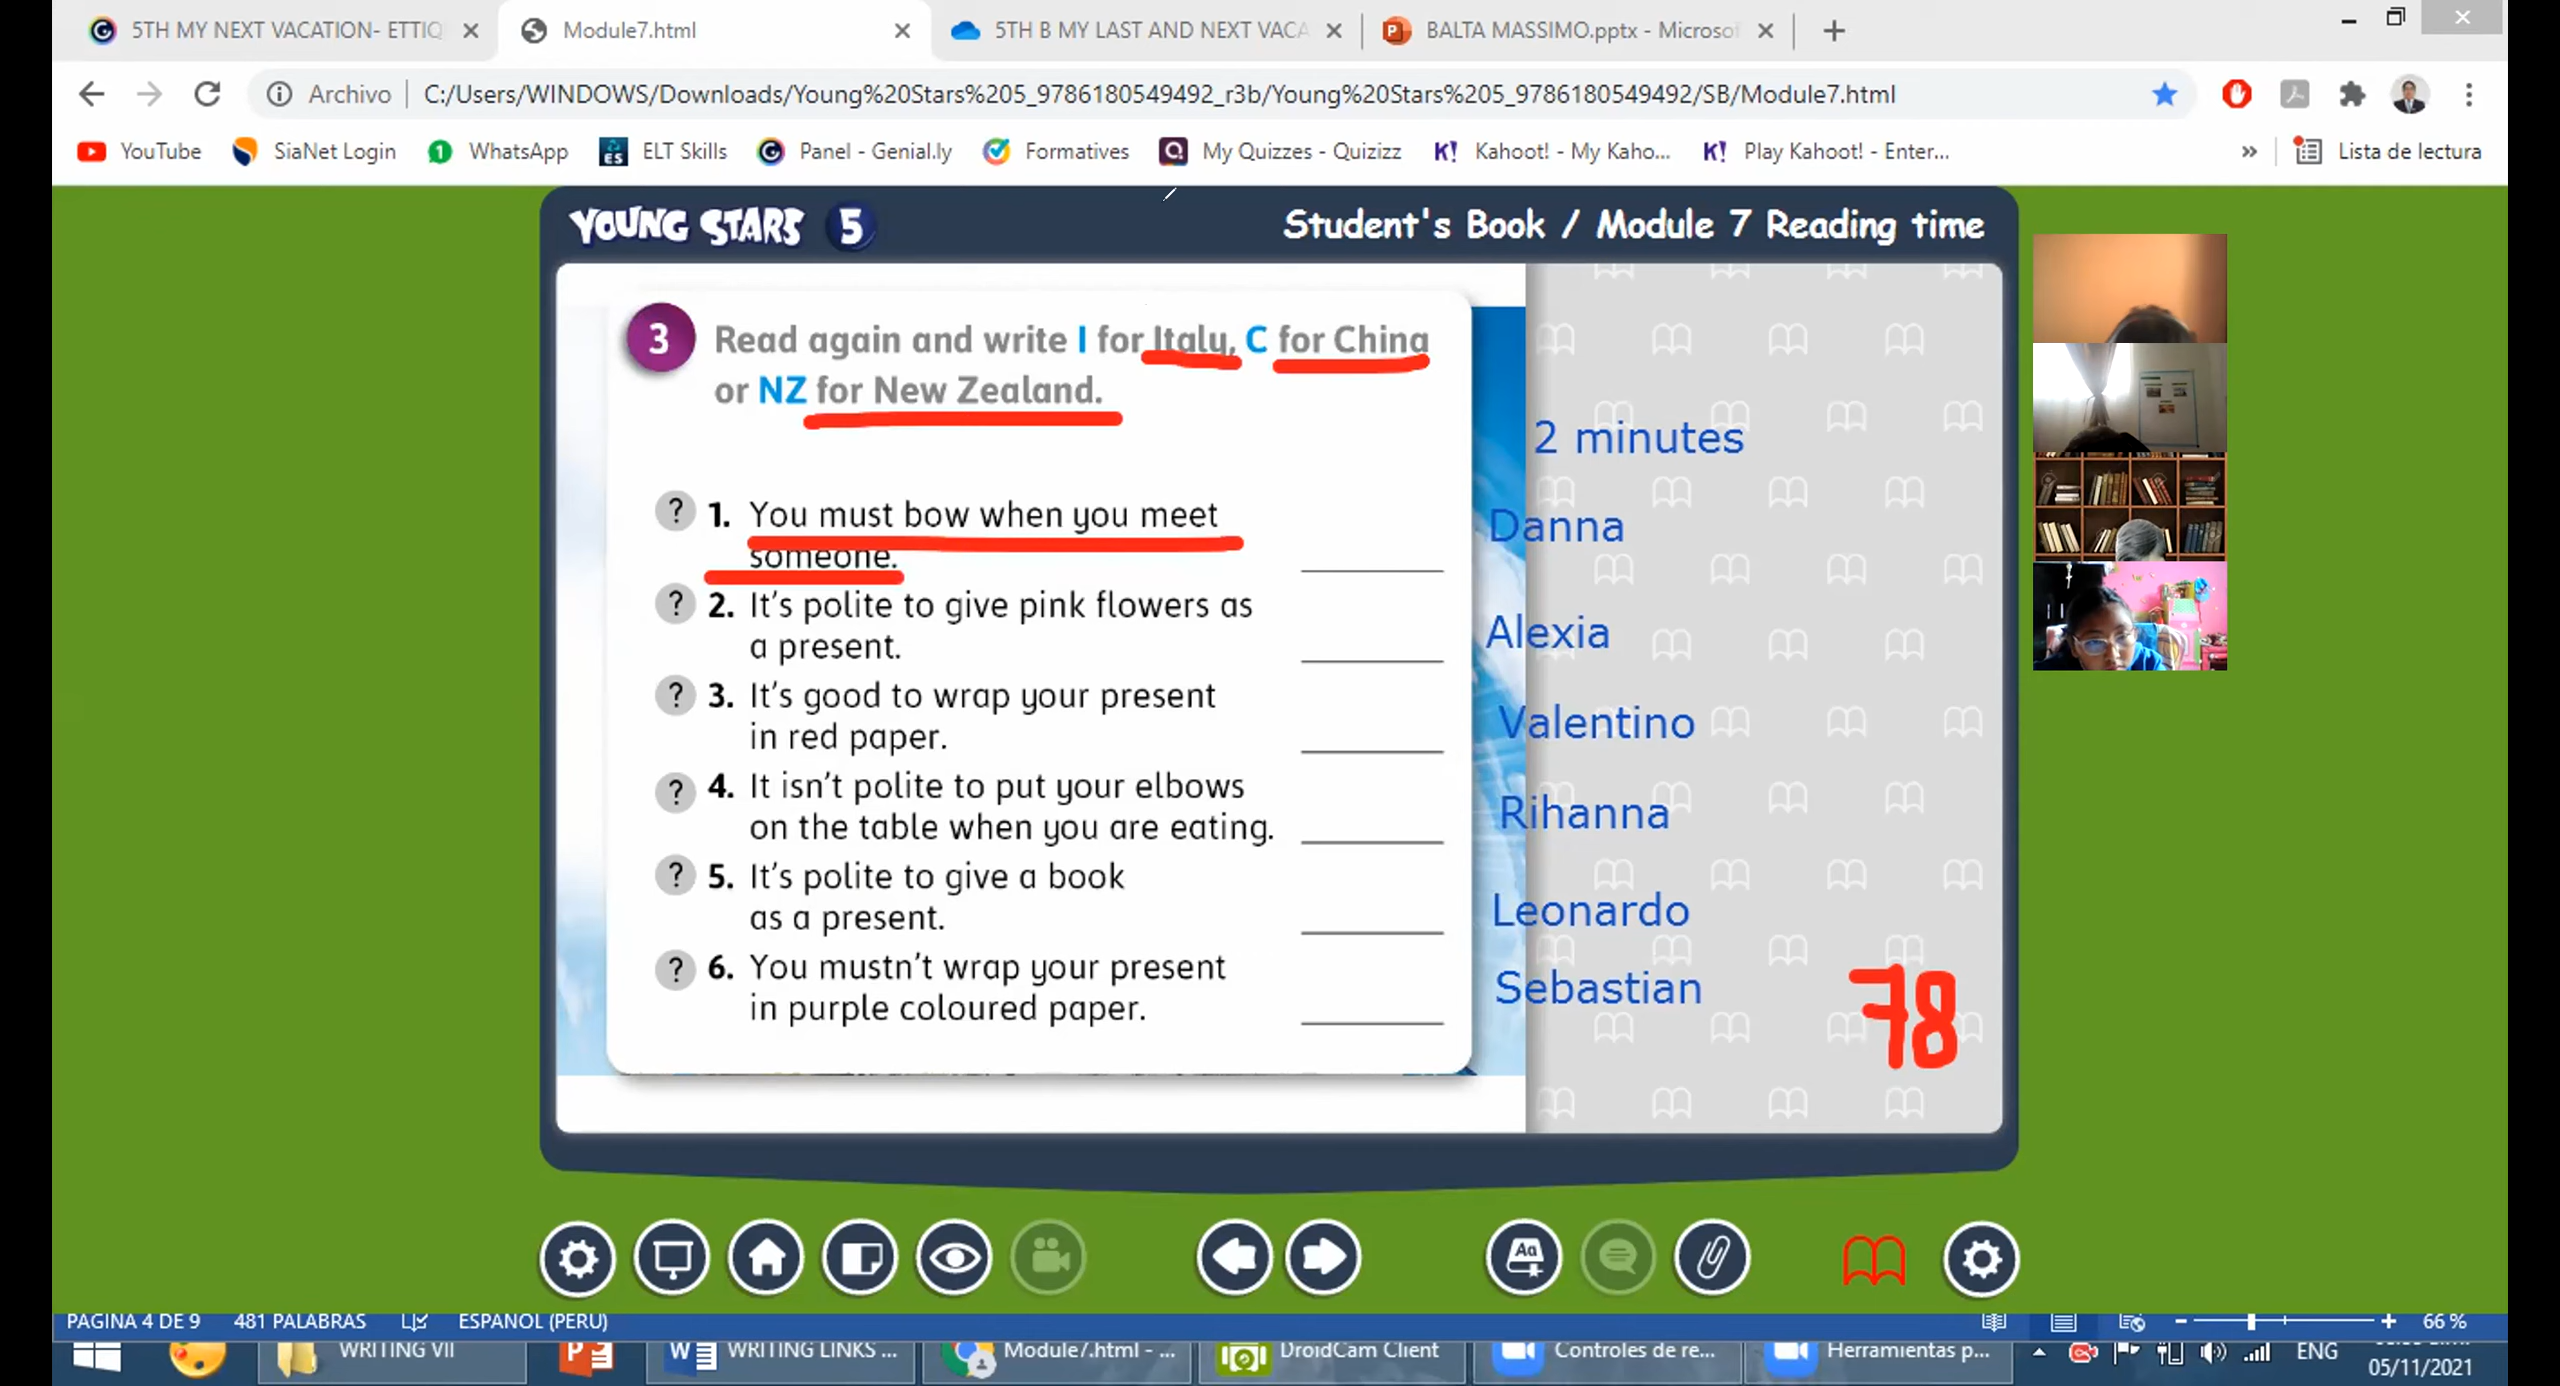 5TH MY NEXT VACATION- ETTIQ
Module7.html
5TH B MY LAST AND NEXT VACA
BALTA MASSIMO.pptx - Microsof
Archivo
C:/Users/WINDOWS/Downloads/Young%20Stars%205_9786180549492_r3b/Young%20Stars%205_9786180549492/SB/Module7.html
YouTube
SiaNet Login
WhatsApp
ELT Skills
Panel - Genial.ly
Formatives
My Quizzes - Quizizz
Kahoot! - My Kaho...
Play Kahoot! - Enter...
»
Lista de lectura
YOUNG STARS 5
Student's Book / Module 7 Reading time
3 Read again and write I for Italy, C for China
or NZ for New Zealand.
2 minutes
? 1. You must bow when you meet
someone.
Danna
? 2. It's polite to give pink flowers as
a present.
Alexia
? 3. It's good to wrap your present
in red paper.
Valentino
? 4. It isn't polite to put your elbows
on the table when you are eating.
Rihanna
? 5. It's polite to give a book
as a present.
Leonardo
? 6. You mustn't wrap your present
in purple coloured paper.
Sebastian
78
Aa
PÁGINA 4 DE 9
481 PALABRAS
ESPAÑOL (PERÚ)
66 %
WRITING VII
WRITING LINKS ...
Module7.html - ...
DroidCam Client
Controles de re...
Herramientas p...
ENG
05/11/2021